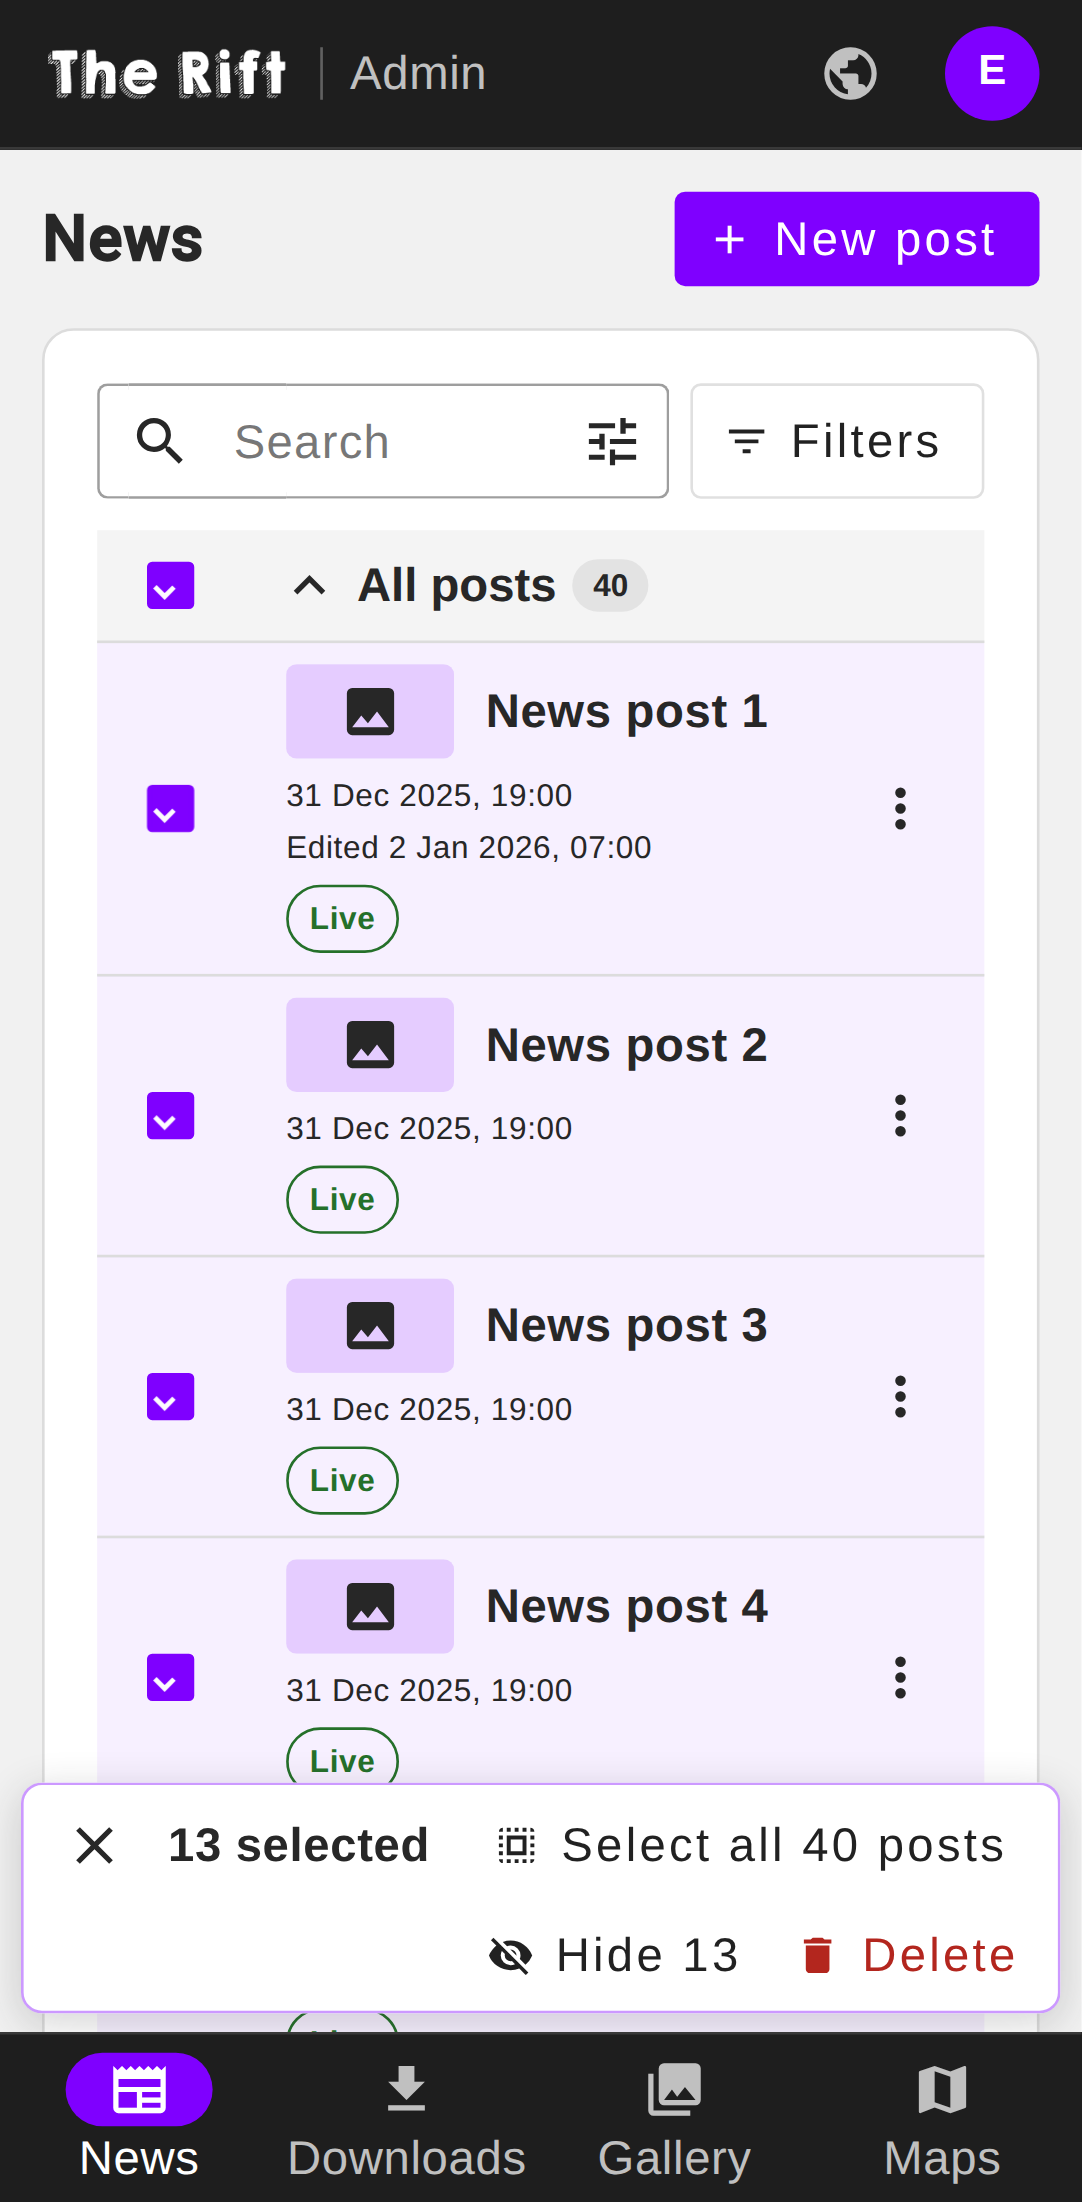 The Rift Admin E
News + New post
Search Filters
All posts 40
News post 1
31 Dec 2025, 19:00
Edited 2 Jan 2026, 07:00
Live
News post 2
31 Dec 2025, 19:00
Live
News post 3
31 Dec 2025, 19:00
Live
News post 4
31 Dec 2025, 19:00
Live
13 selected Select all 40 posts
Hide 13 Delete
News Downloads Gallery Maps